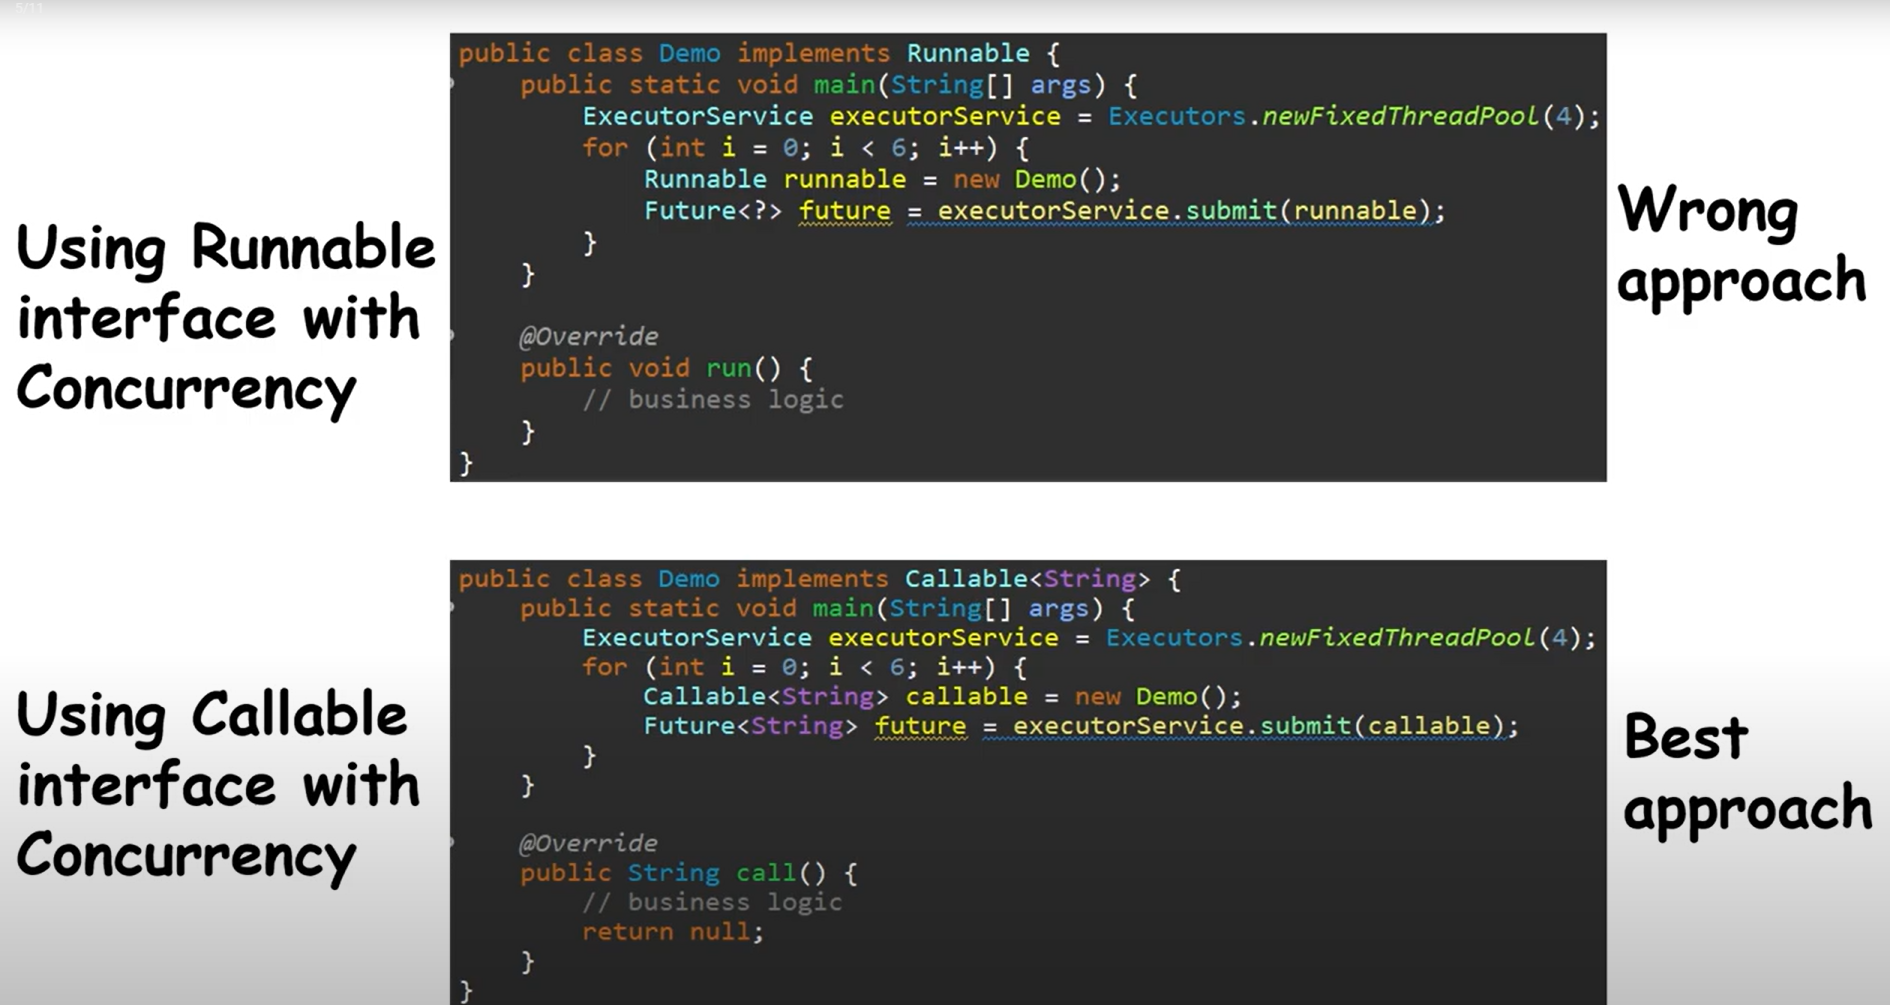 5/11
public class Demo implements Runnable {
public static void main(String[] args) {
ExecutorService executorService = Executors.newFixedThreadPool(4);
for (int i = 0; i < 6; i++) {
Runnable runnable = new Demo();
Future<?> future = executorService.submit(runnable);
}
}
@Override
public void run() {
// business logic
}
}
Using Runnable
interface with
Concurrency
Wrong
approach
public class Demo implements Callable<String> {
public static void main(String[] args) {
ExecutorService executorService = Executors.newFixedThreadPool(4);
for (int i = 0; i < 6; i++) {
Callable<String> callable = new Demo();
Future<String> future = executorService.submit(callable);
}
}
@Override
public String call() {
// business logic
return null;
}
}
Using Callable
interface with
Concurrency
Best
approach